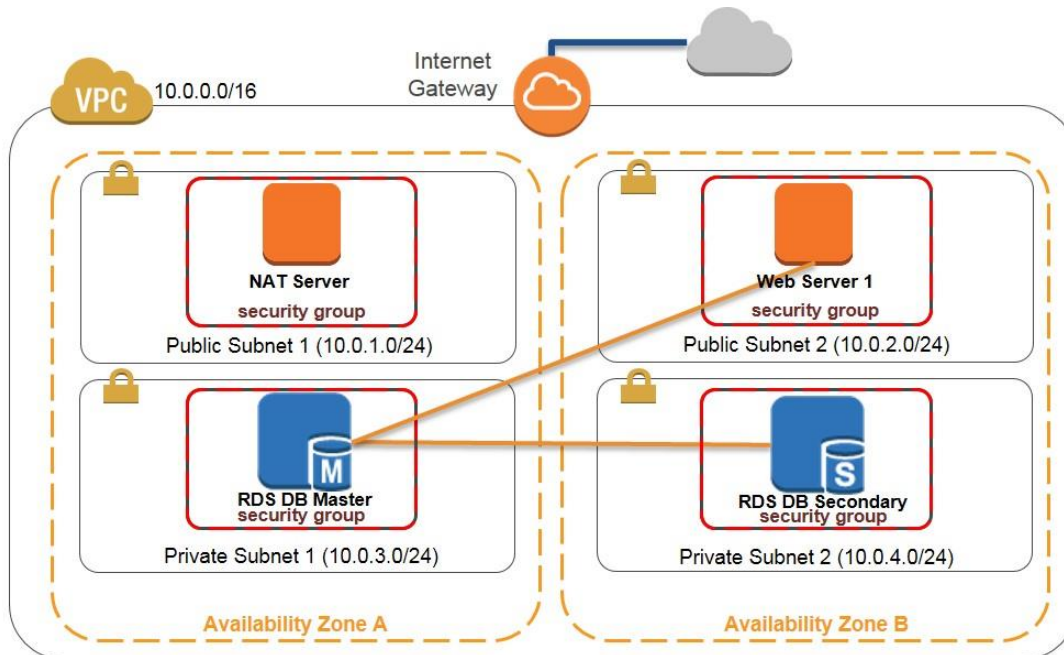 Internet
Gateway
VPC
10.0.0.0/16
NAT Server
security group
Public Subnet 1 (10.0.1.0/24)
Web Server 1
security group
Public Subnet 2 (10.0.2.0/24)
M
RDS DB Master
security group
Private Subnet 1 (10.0.3.0/24)
S
RDS DB Secondary
security group
Private Subnet 2 (10.0.4.0/24)
Availability Zone A
Availability Zone B